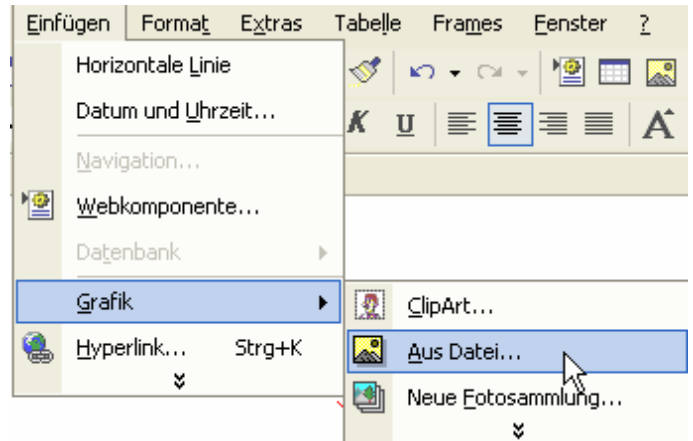 Einfügen Format Extras Tabelle Frames Fenster ?
Horizontale Linie
Datum und Uhrzeit...
K U A
Navigation...
Webkomponente...
Datenbank
Grafik
ClipArt...
Hyperlink... Strg+K
Aus Datei...
Neue Fotosammlung...